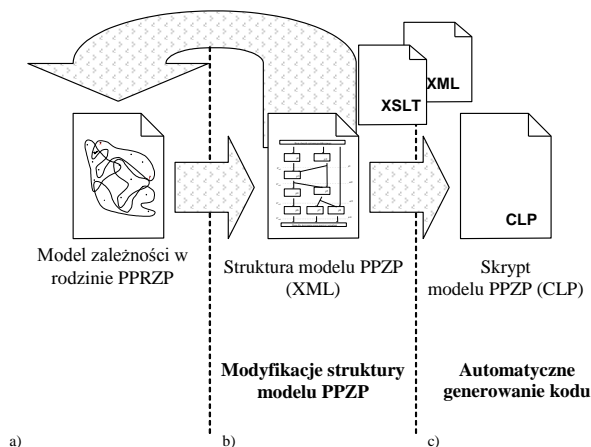 XML
XSLT
CLP
Model zależności w
rodzinie PPRZP
Struktura modelu PPZP
(XML)
Skrypt
modelu PPZP (CLP)
Modyfikacje struktury
modelu PPZP
Automatyczne
generowanie kodu
a)
b)
c)